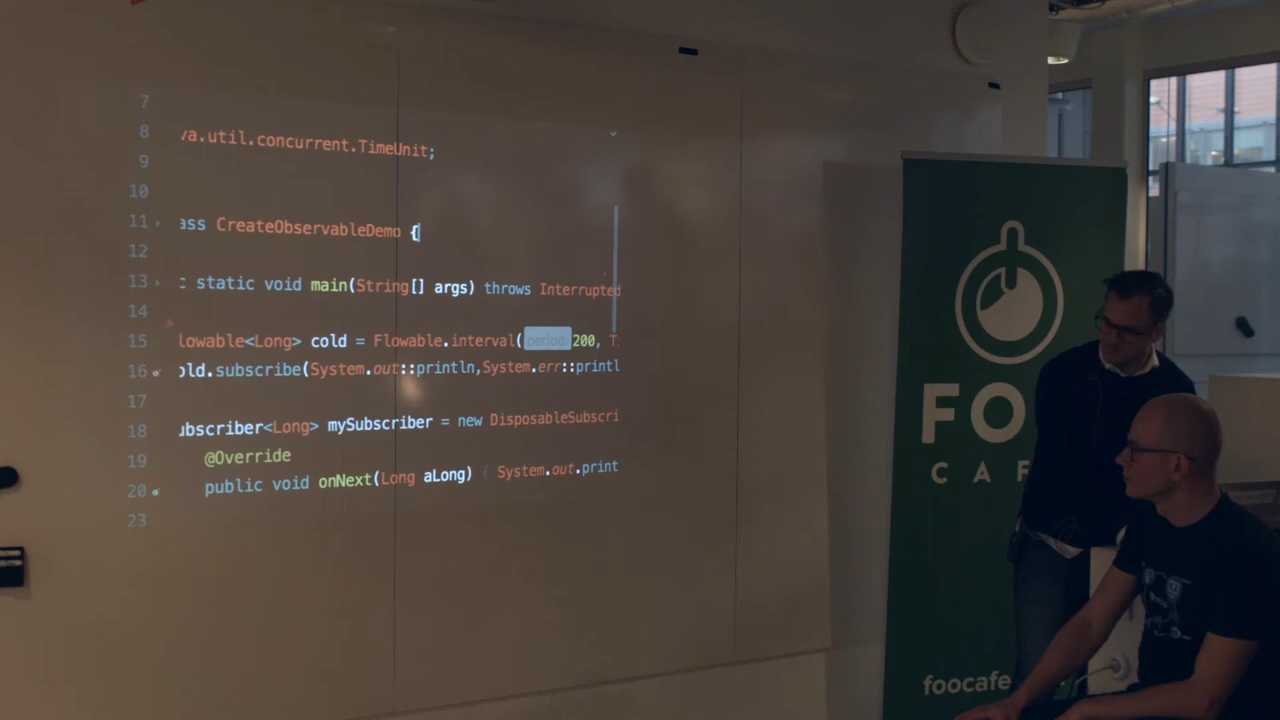 7
8 va.util.concurrent.TimeUnit;
9
10
11 ass CreateObservableDemo {
12
13 c static void main(String[] args) throws Interrupted
14
15 lowable<Long> cold = Flowable.interval( period: 200, T
16 old.subscribe(System.out::println,System.err::printl
17
18 ubscriber<Long> mySubscriber = new DisposableSubscri
19 @Override
20 public void onNext(Long aLong) { System.out.print
23
FOO
CAF
foocafe